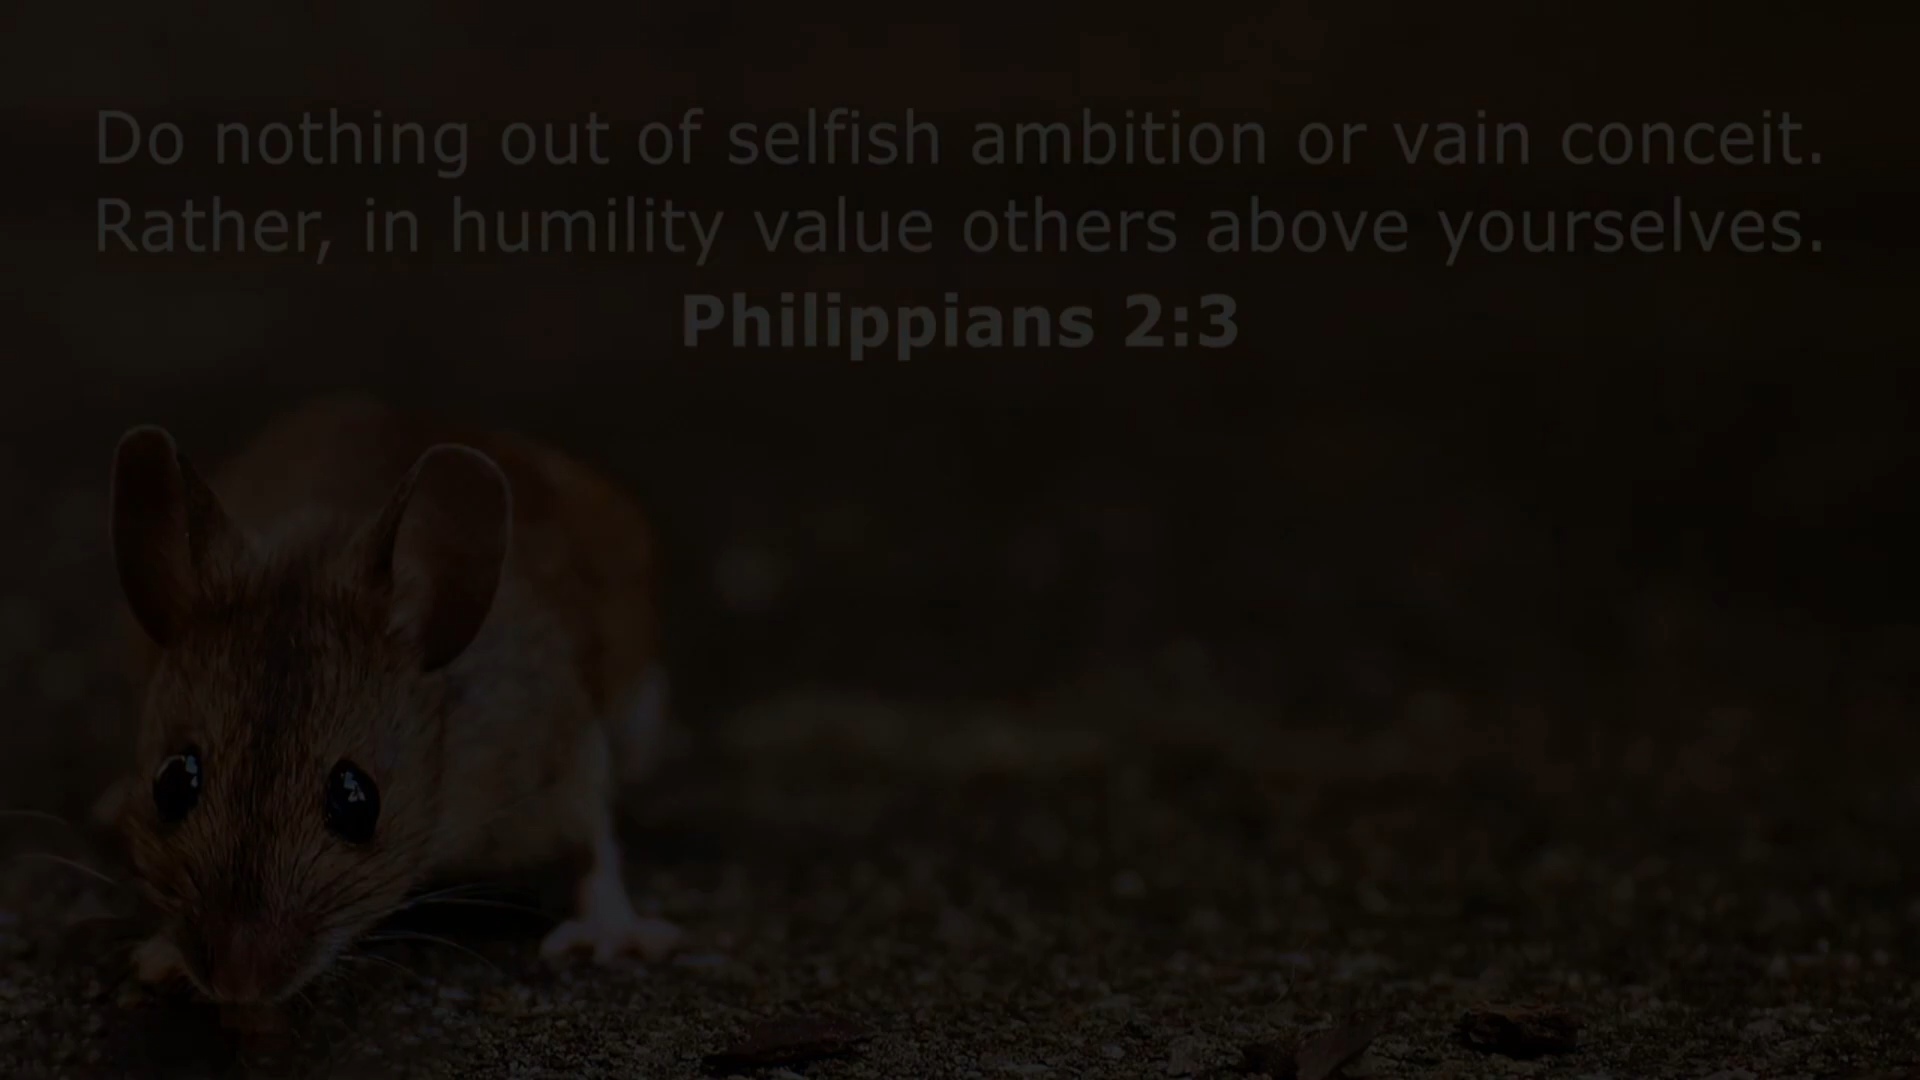 Do nothing out of selfish ambition or vain conceit.
Rather, in humility value others above yourselves.
Philippians 2:3